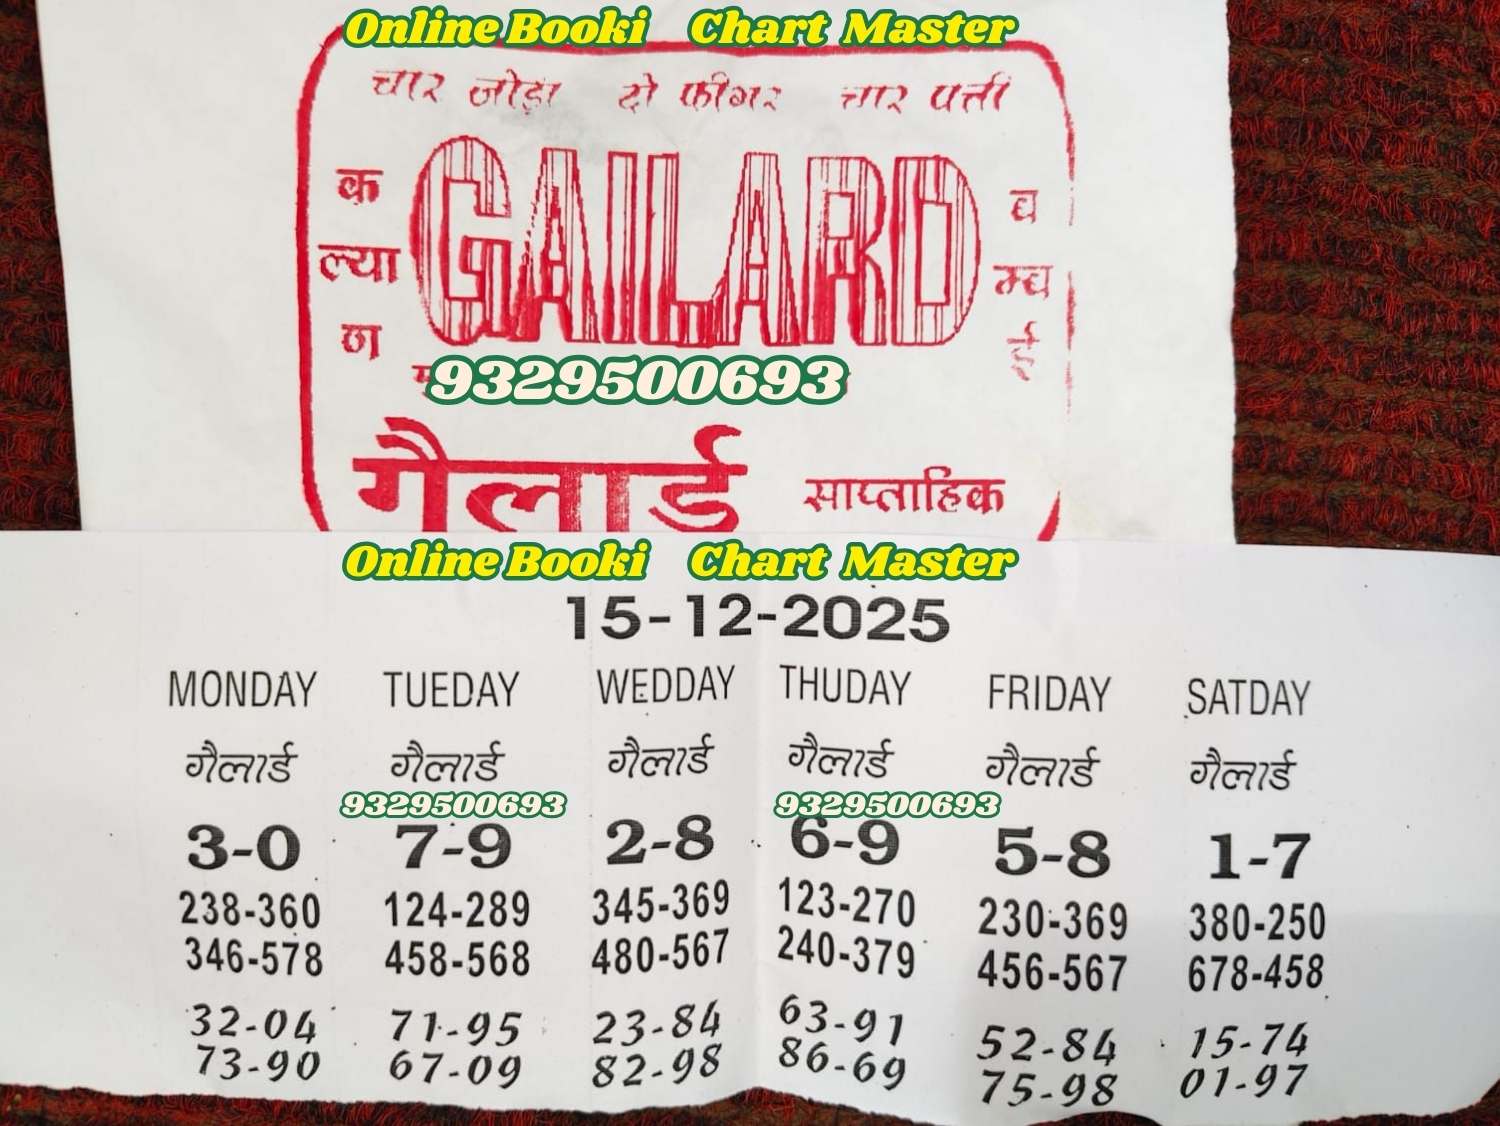 Online Booki Chart Master
चार जोड़ा दो फीगर चार पत्ती
कल्याण
GAILARD
बम्बई
9329500693
गैलार्ड साप्ताहिक
Online Booki Chart Master
15-12-2025
MONDAY TUEDAY WEDDAY THUDAY FRIDAY SATDAY
गैलार्ड गैलार्ड गैलार्ड गैलार्ड गैलार्ड गैलार्ड
9329500693 9329500693
3-0 7-9 2-8 6-9 5-8 1-7
238-360 124-289 345-369 123-270 230-369 380-250
346-578 458-568 480-567 240-379 456-567 678-458
32-04 71-95 23-84 63-91 52-84 15-74
73-90 67-09 82-98 86-69 75-98 01-97